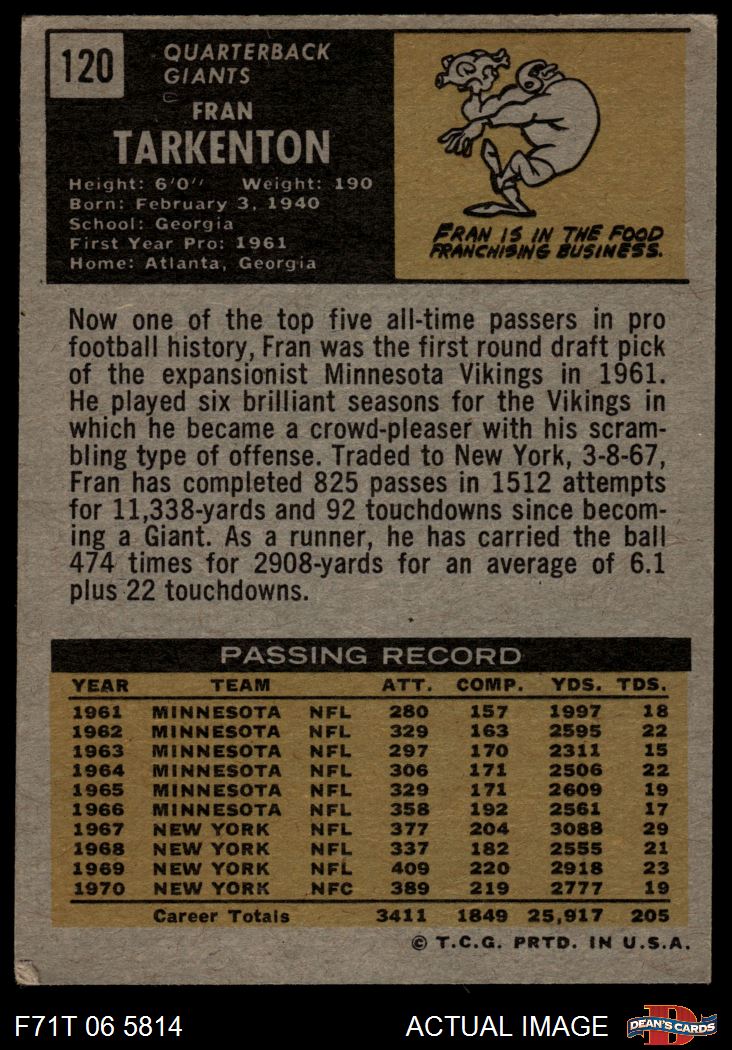 120
QUARTERBACK
GIANTS
FRAN
TARKENTON
Height: 6'0'' Weight: 190
Born: February 3, 1940
School: Georgia
First Year Pro: 1961
Home: Atlanta, Georgia
FRAN IS IN THE FOOD
FRANCHISING BUSINESS.
Now one of the top five all-time passers in pro
football history, Fran was the first round draft pick
of the expansionist Minnesota Vikings in 1961.
He played six brilliant seasons for the Vikings in
which he became a crowd-pleaser with his scram-
bling type of offense. Traded to New York, 3-8-67,
Fran has completed 825 passes in 1512 attempts
for 11,338-yards and 92 touchdowns since becom-
ing a Giant. As a runner, he has carried the ball
474 times for 2908-yards for an average of 6.1
plus 22 touchdowns.
PASSING RECORD
YEAR TEAM ATT. COMP. YDS. TDS.
1961 MINNESOTA NFL 280 157 1997 18
1962 MINNESOTA NFL 329 163 2595 22
1963 MINNESOTA NFL 297 170 2311 15
1964 MINNESOTA NFL 306 171 2506 22
1965 MINNESOTA NFL 329 171 2609 19
1966 MINNESOTA NFL 358 192 2561 17
1967 NEW YORK NFL 377 204 3088 29
1968 NEW YORK NFL 337 182 2555 21
1969 NEW YORK NFL 409 220 2918 23
1970 NEW YORK NFC 389 219 2777 19
Career Totals 3411 1849 25,917 205
© T.C.G. PRTD. IN U.S.A.
F71T 06 5814 ACTUAL IMAGE DEAN'S CARDS